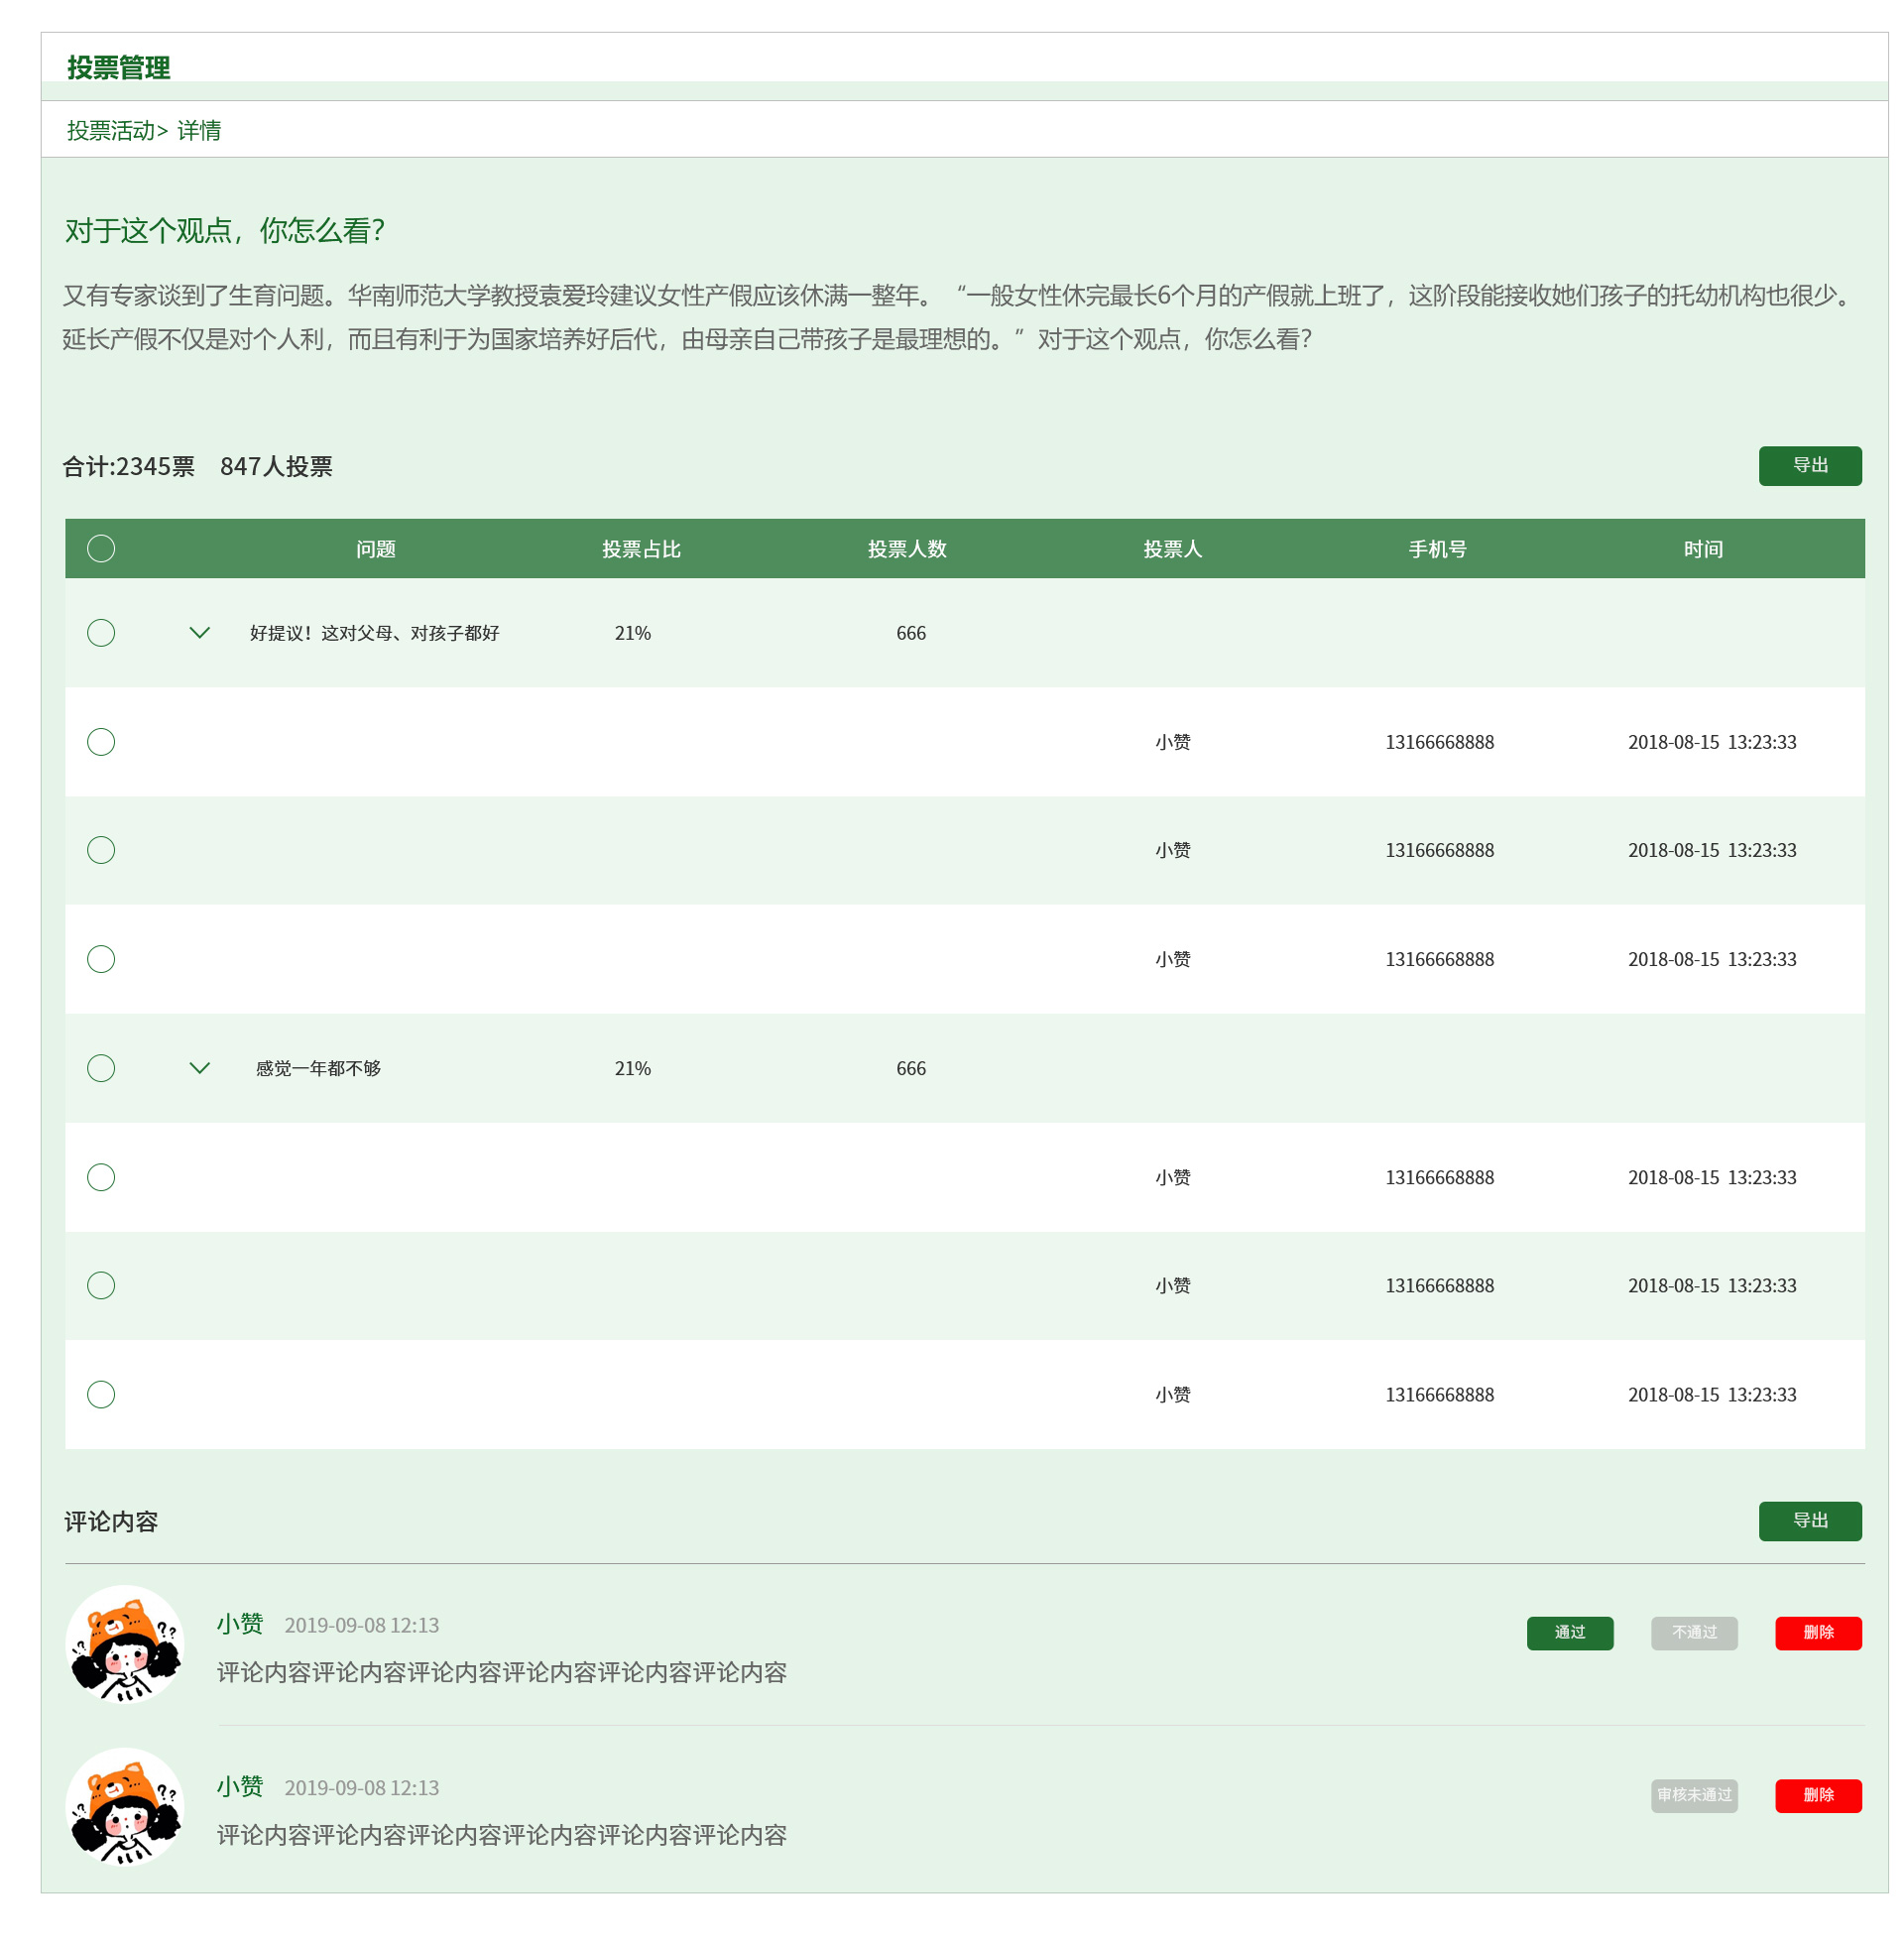 投票管理
投票活动> 详情
对于这个观点，你怎么看？
又有专家谈到了生育问题。华南师范大学教授袁爱玲建议女性产假应该休满一整年。“一般女性休完最长6个月的产假就上班了，这阶段能接收她们孩子的托幼机构也很少。
延长产假不仅是对个人利，而且有利于为国家培养好后代，由母亲自己带孩子是最理想的。”对于这个观点，你怎么看？
合计:2345票 847人投票 导出
问题 投票占比 投票人数 投票人 手机号 时间
好提议！这对父母、对孩子都好 21% 666
小赞 13166668888 2018-08-15 13:23:33
小赞 13166668888 2018-08-15 13:23:33
小赞 13166668888 2018-08-15 13:23:33
感觉一年都不够 21% 666
小赞 13166668888 2018-08-15 13:23:33
小赞 13166668888 2018-08-15 13:23:33
小赞 13166668888 2018-08-15 13:23:33
评论内容 导出
小赞 2019-09-08 12:13 通过 不通过 删除
评论内容评论内容评论内容评论内容评论内容评论内容
小赞 2019-09-08 12:13 审核未通过 删除
评论内容评论内容评论内容评论内容评论内容评论内容